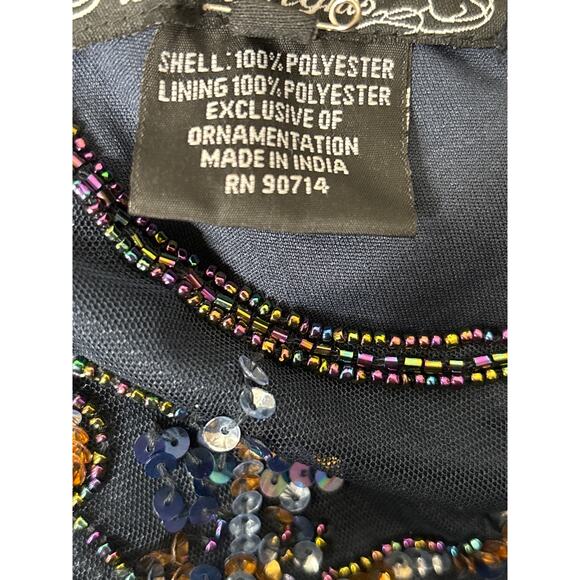 SHELL: 100% POLYESTER
LINING 100% POLYESTER
EXCLUSIVE OF
ORNAMENTATION
MADE IN INDIA
RN 90714